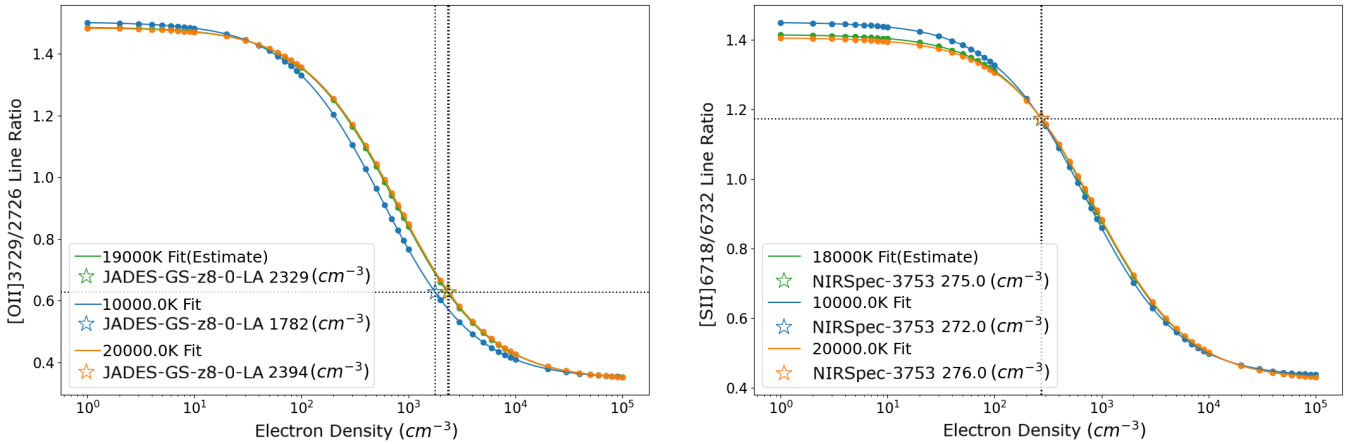 [OII]3729/2726 Line Ratio
1.4
1.2
1.0
0.8
0.6
0.4
19000K Fit(Estimate)
JADES-GS-z8-0-LA 2329 (cm⁻³)
10000.0K Fit
JADES-GS-z8-0-LA 1782 (cm⁻³)
20000.0K Fit
JADES-GS-z8-0-LA 2394 (cm⁻³)
10⁰ 10¹ 10² 10³ 10⁴ 10⁵
Electron Density (cm⁻³)
[SII]6718/6732 Line Ratio
1.4
1.2
1.0
0.8
0.6
0.4
18000K Fit(Estimate)
NIRSpec-3753 275.0 (cm⁻³)
10000.0K Fit
NIRSpec-3753 272.0 (cm⁻³)
20000.0K Fit
NIRSpec-3753 276.0 (cm⁻³)
10⁰ 10¹ 10² 10³ 10⁴ 10⁵
Electron Density (cm⁻³)